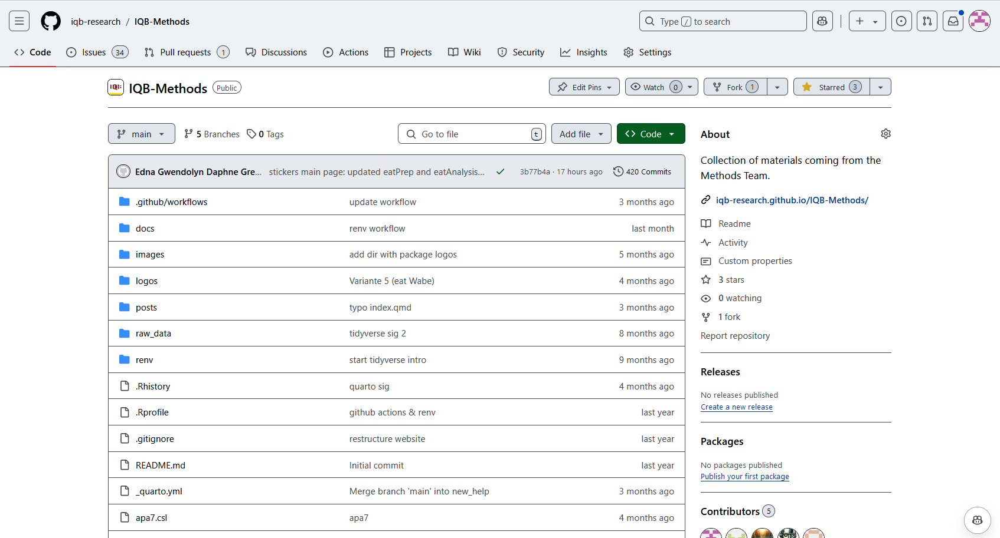 iqb-research / IQB-Methods
Type / to search
Code
Issues 34
Pull requests 1
Discussions
Actions
Projects
Wiki
Security
Insights
Settings
IQB-Methods Public
Edit Pins
Watch 0
Fork 1
Starred 3
main
5 Branches
0 Tags
Go to file t
Add file
Code
Edna Gwendolyn Daphne Gre... stickers main page: updated eatPrep and eatAnalysis... 3b77b4a · 17 hours ago 420 Commits
.github/workflows update workflow 3 months ago
docs renv workflow last month
images add dir with package logos 5 months ago
logos Variante 5 (eat Wabe) 4 months ago
posts typo index.qmd 3 months ago
raw_data tidyverse sig 2 8 months ago
renv start tidyverse intro 9 months ago
.Rhistory quarto sig 4 months ago
.Rprofile github actions & renv last year
.gitignore restructure website last year
README.md Initial commit last year
_quarto.yml Merge branch 'main' into new_help 3 months ago
apa7.csl apa7 4 months ago
About
Collection of materials coming from the
Methods Team.
iqb-research.github.io/IQB-Methods/
Readme
Activity
Custom properties
3 stars
0 watching
1 fork
Report repository
Releases
No releases published
Create a new release
Packages
No packages published
Publish your first package
Contributors 5